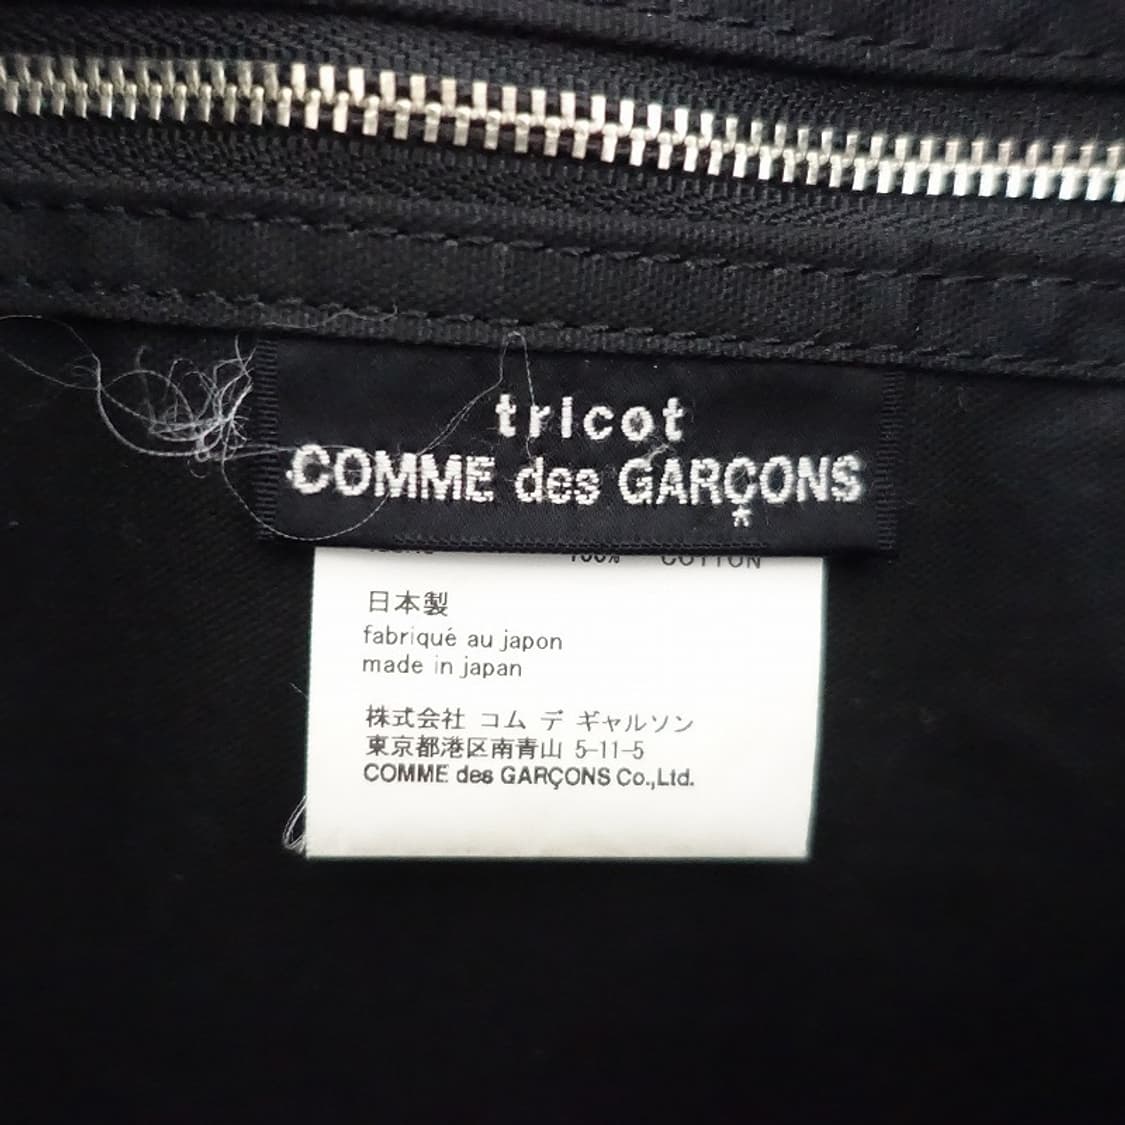 tricot
COMME des GARÇONS
100% COTTON
日本製
fabriqué au japon
made in japan
株式会社 コム デ ギャルソン
東京都港区南青山 5-11-5
COMME des GARÇONS Co.,Ltd.